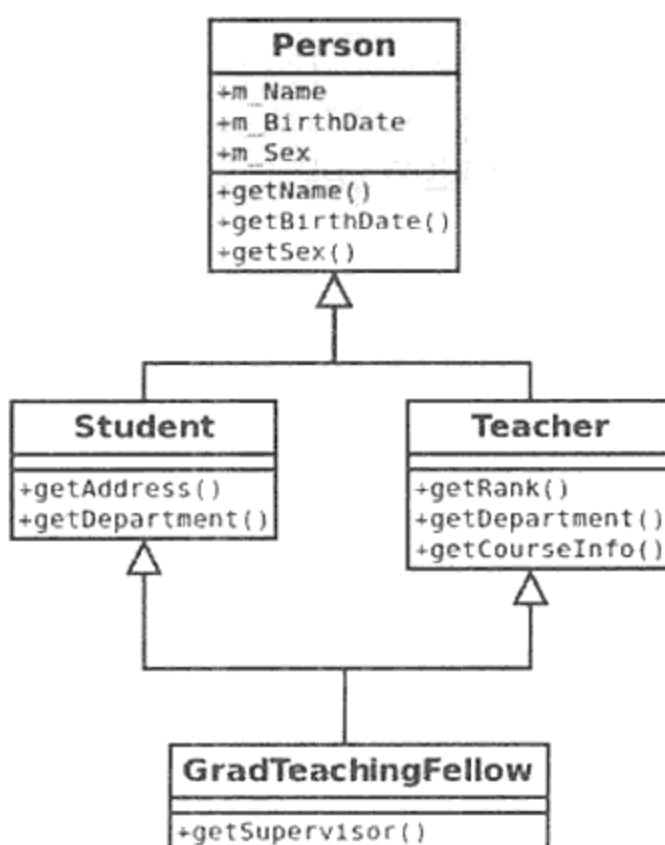 Person
+m_Name
+m_BirthDate
+m_Sex
+getName()
+getBirthDate()
+getSex()
Student
+getAddress()
+getDepartment()
Teacher
+getRank()
+getDepartment()
+getCourseInfo()
GradTeachingFellow
+getSupervisor()